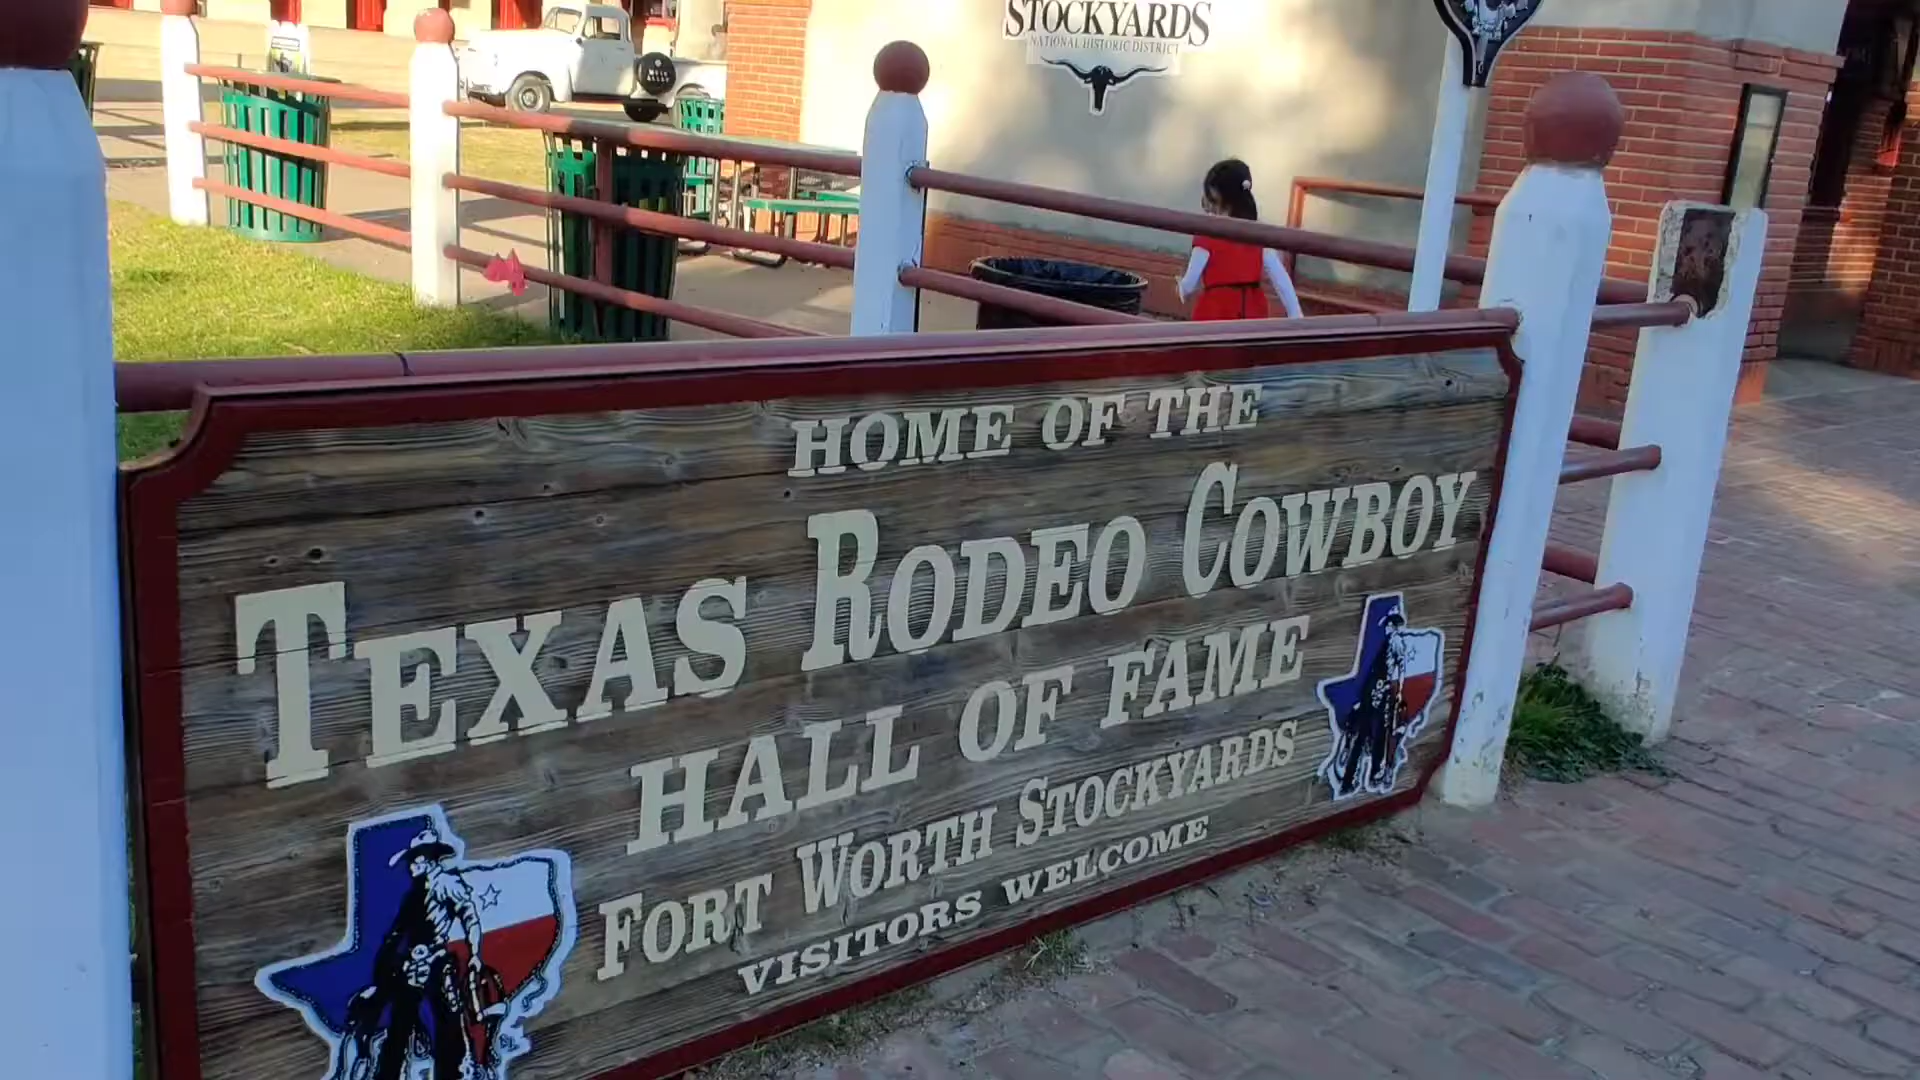 STOCKYARDS
NATIONAL HISTORIC DISTRICT
HOME OF THE
TEXAS RODEO COWBOY
HALL OF FAME
FORT WORTH STOCKYARDS
VISITORS WELCOME